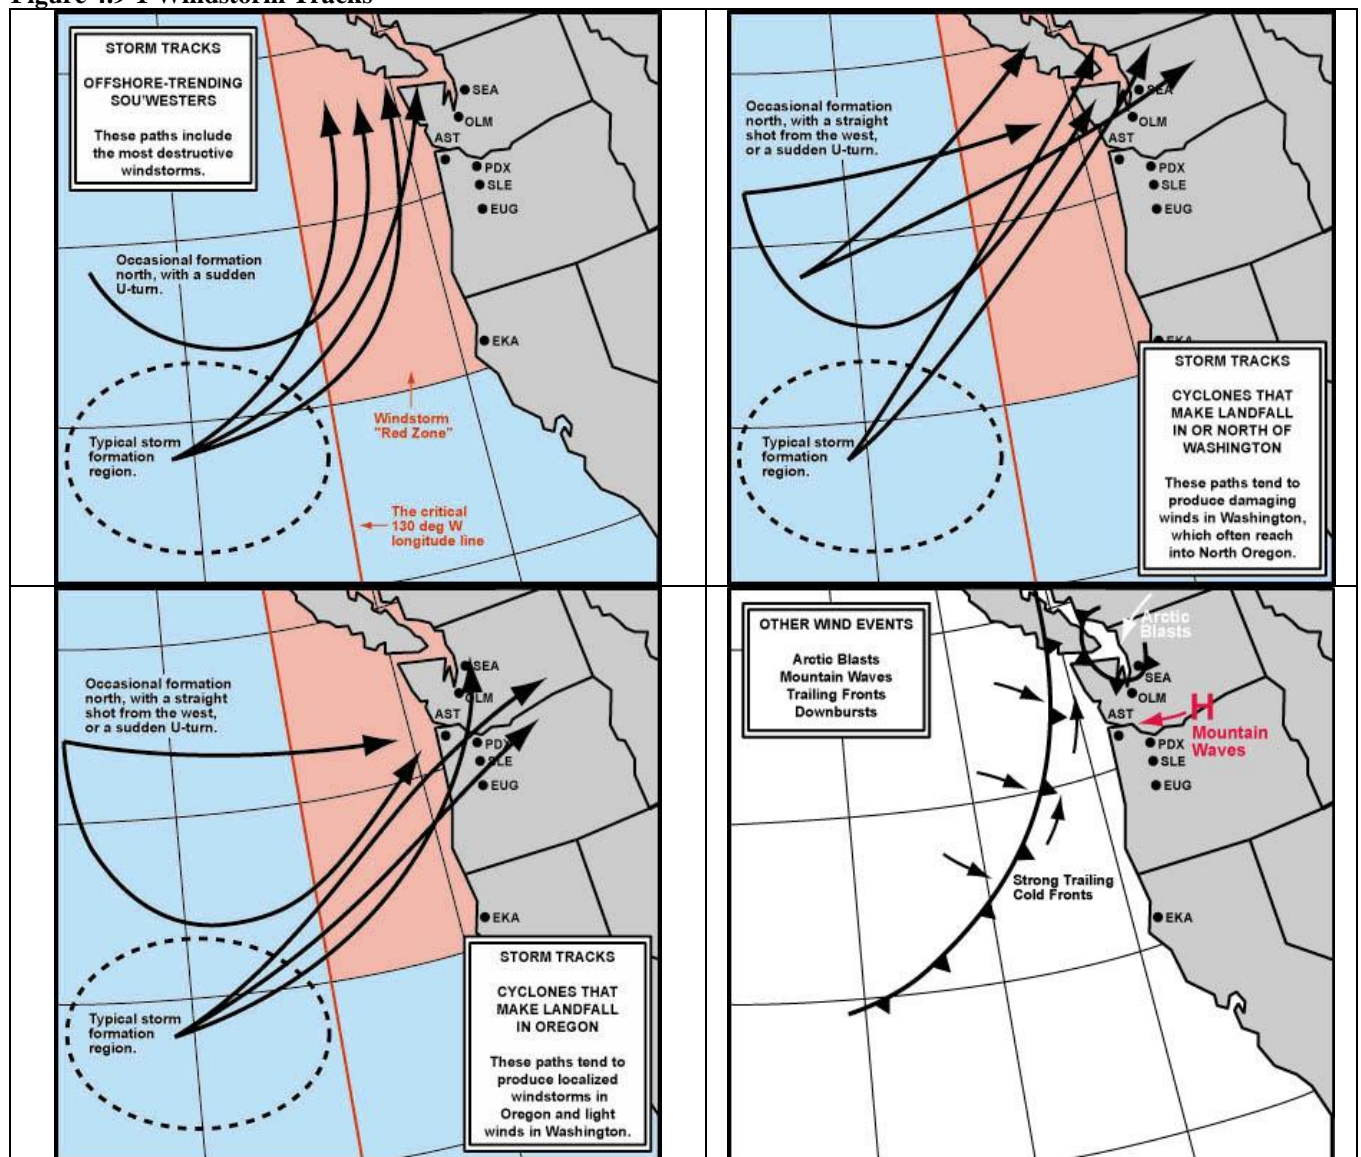 Figure 4.9-1 Windstorm Tracks
STORM TRACKS
OFFSHORE-TRENDING
SOU'WESTERS
These paths include
the most destructive
windstorms.
SEA
OLM
AST
PDX
SLE
EUG
Occasional formation
north, with a sudden
U-turn.
EKA
Windstorm
"Red Zone"
Typical storm
formation
region.
The critical
130 deg W
longitude line
Occasional formation
north, with a straight
shot from the west,
or a sudden U-turn.
SEA
OLM
AST
PDX
SLE
EUG
EKA
Typical storm
formation
region.
STORM TRACKS
CYCLONES THAT
MAKE LANDFALL
IN OR NORTH OF
WASHINGTON
These paths tend to
produce damaging
winds in Washington,
which often reach
into North Oregon.
Occasional formation
north, with a straight
shot from the west,
or a sudden U-turn.
SEA
OLM
AST
PDX
SLE
EUG
EKA
Typical storm
formation
region.
STORM TRACKS
CYCLONES THAT
MAKE LANDFALL
IN OREGON
These paths tend to
produce localized
windstorms in
Oregon and light
winds in Washington.
OTHER WIND EVENTS
Arctic Blasts
Mountain Waves
Trailing Fronts
Downbursts
Arctic
Blasts
SEA
OLM
AST
H
Mountain
Waves
PDX
SLE
EUG
Strong Trailing
Cold Fronts
EKA